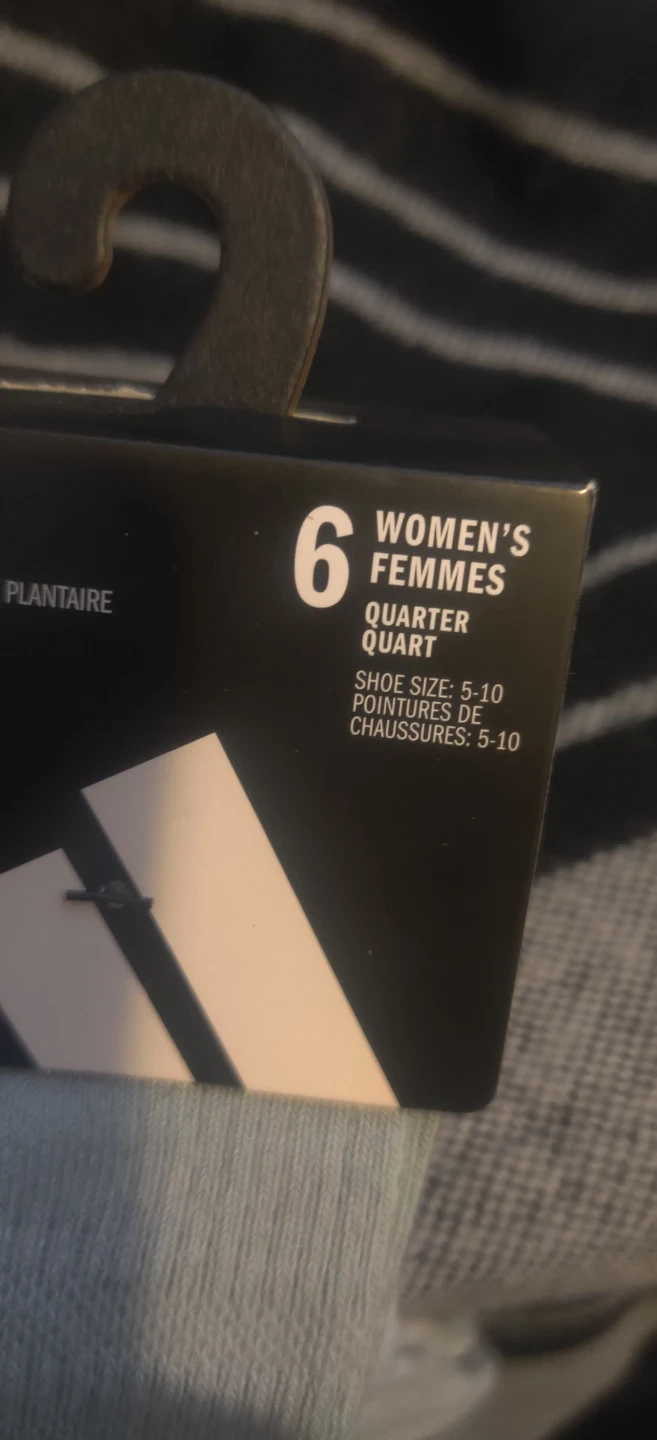 PLANTAIRE
6
WOMEN'S
FEMMES
QUARTER
QUART
SHOE SIZE: 5-10
POINTURES DE
CHAUSSURES: 5-10